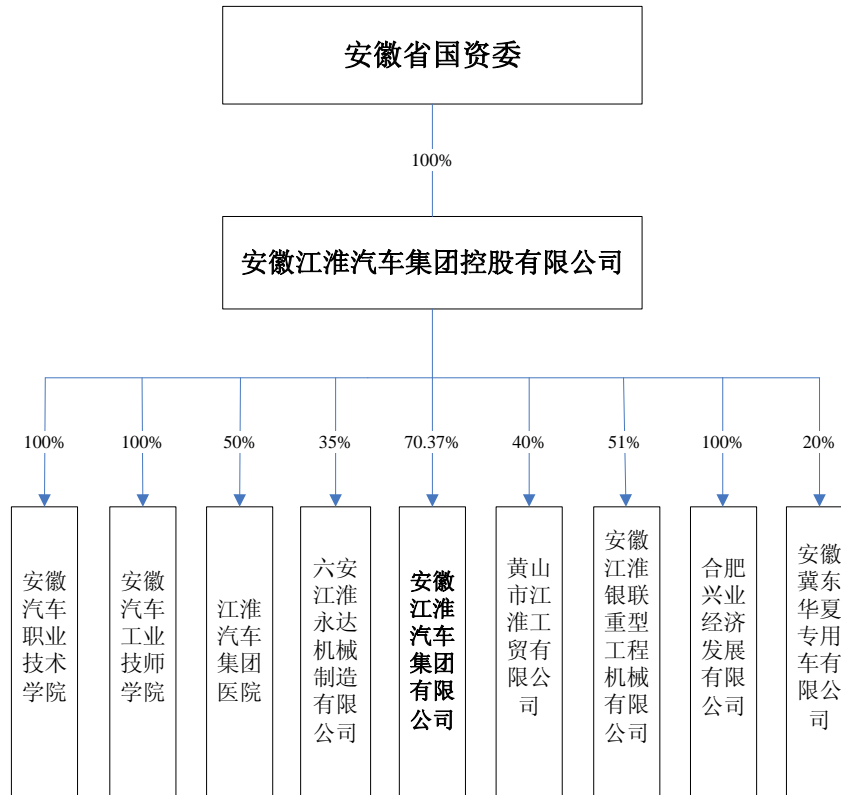 安徽省国资委
100%
安徽江淮汽车集团控股有限公司
100%
100%
50%
35%
70.37%
40%
51%
100%
20%
安徽
汽车
职业
技术
学院
安徽
汽车
工业
技师
学院
江淮
汽车
集团
医院
六安
江淮
永达
机械
制造
有限
公司
安徽
江淮
汽车
集团
有限
公司
黄山
市江
淮工
贸有
限公
司
安徽
江淮
银联
重型
工程
机械
有限
公司
合肥
兴业
经济
发展
有限
公司
安徽
冀东
华夏
专用
车有
限公
司